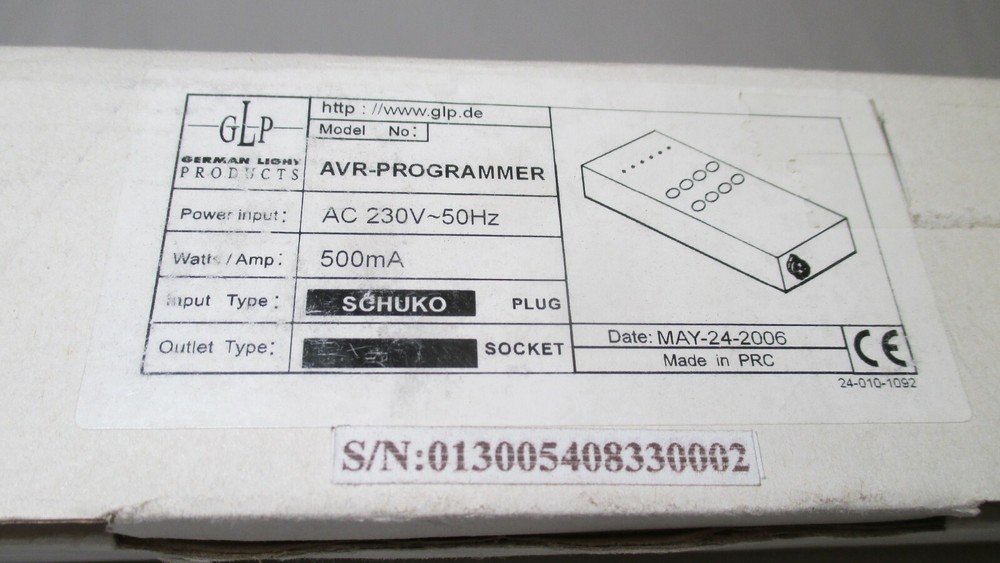 GLP
GERMAN LIGHT
PRODUCTS
http : //www.glp.de
Model No:
AVR-PROGRAMMER
Power input: AC 230V~50Hz
Watts /Amp: 500mA
Input Type: SCHUKO PLUG
Outlet Type: SOCKET
Date: MAY-24-2006
Made in PRC
CE
24-010-1092
S/N:013005408330002